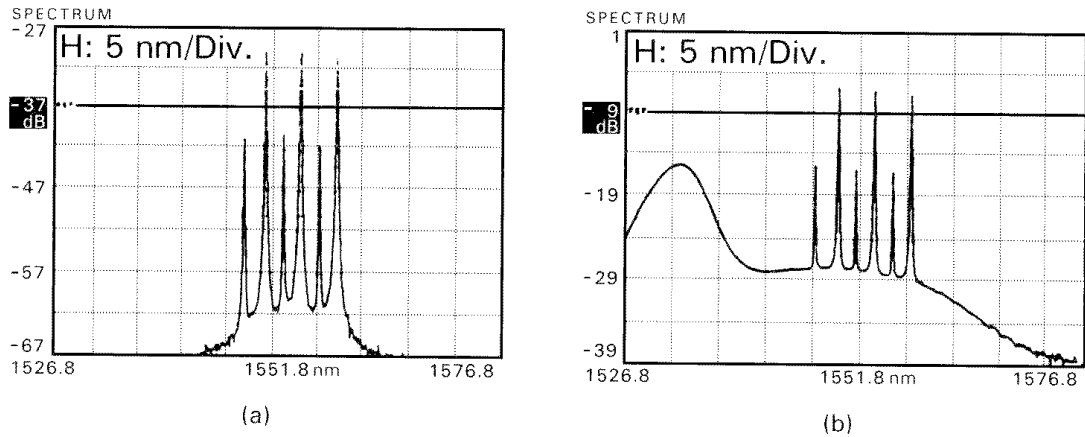 SPECTRUM
-27
H: 5 nm/Div.
-37
dB
-47
-57
-67
1526.8
1551.8 nm
1576.8
(a)
SPECTRUM
1
H: 5 nm/Div.
-9
dB
-19
-29
-39
1526.8
1551.8 nm
1576.8
(b)